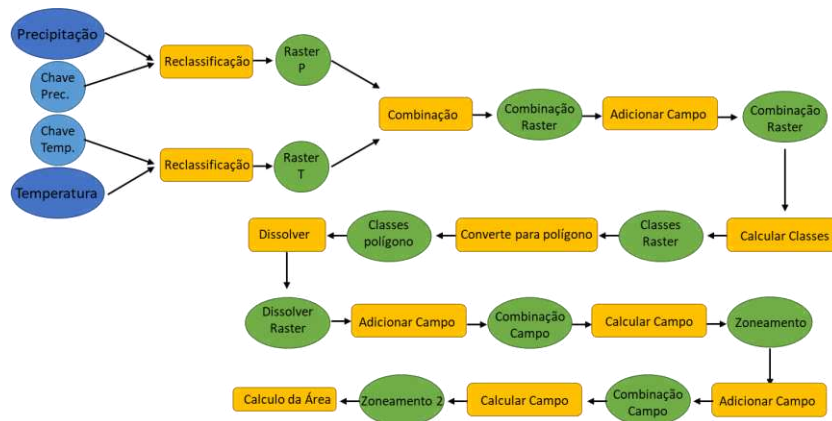 Precipitação
Chave
Prec.
Reclassificação
Raster
P
Chave
Temp.
Temperatura
Reclassificação
Raster
T
Combinação
Combinação
Raster
Adicionar Campo
Combinação
Raster
Calcular Classes
Classes
Raster
Converte para polígono
Classes
polígono
Dissolver
Dissolver
Raster
Adicionar Campo
Combinação
Campo
Calcular Campo
Zoneamento
Adicionar Campo
Combinação
Campo
Calcular Campo
Zoneamento 2
Calculo da Área